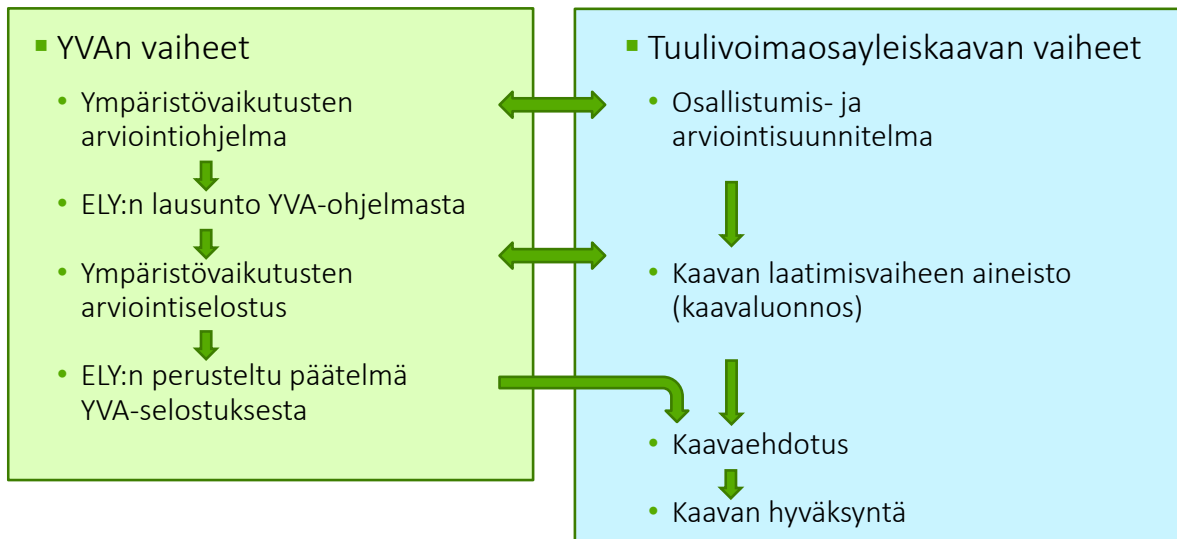 YVAn vaiheet
Ympäristövaikutusten
arviointiohjelma
ELY:n lausunto YVA-ohjelmasta
Ympäristövaikutusten
arviointiselostus
ELY:n perusteltu päätelmä
YVA-selostuksesta
Tuulivoimaosayleiskaavan vaiheet
Osallistumis- ja
arviointisuunnitelma
Kaavan laatimisvaiheen aineisto
(kaavaluonnos)
Kaavaehdotus
Kaavan hyväksyntä